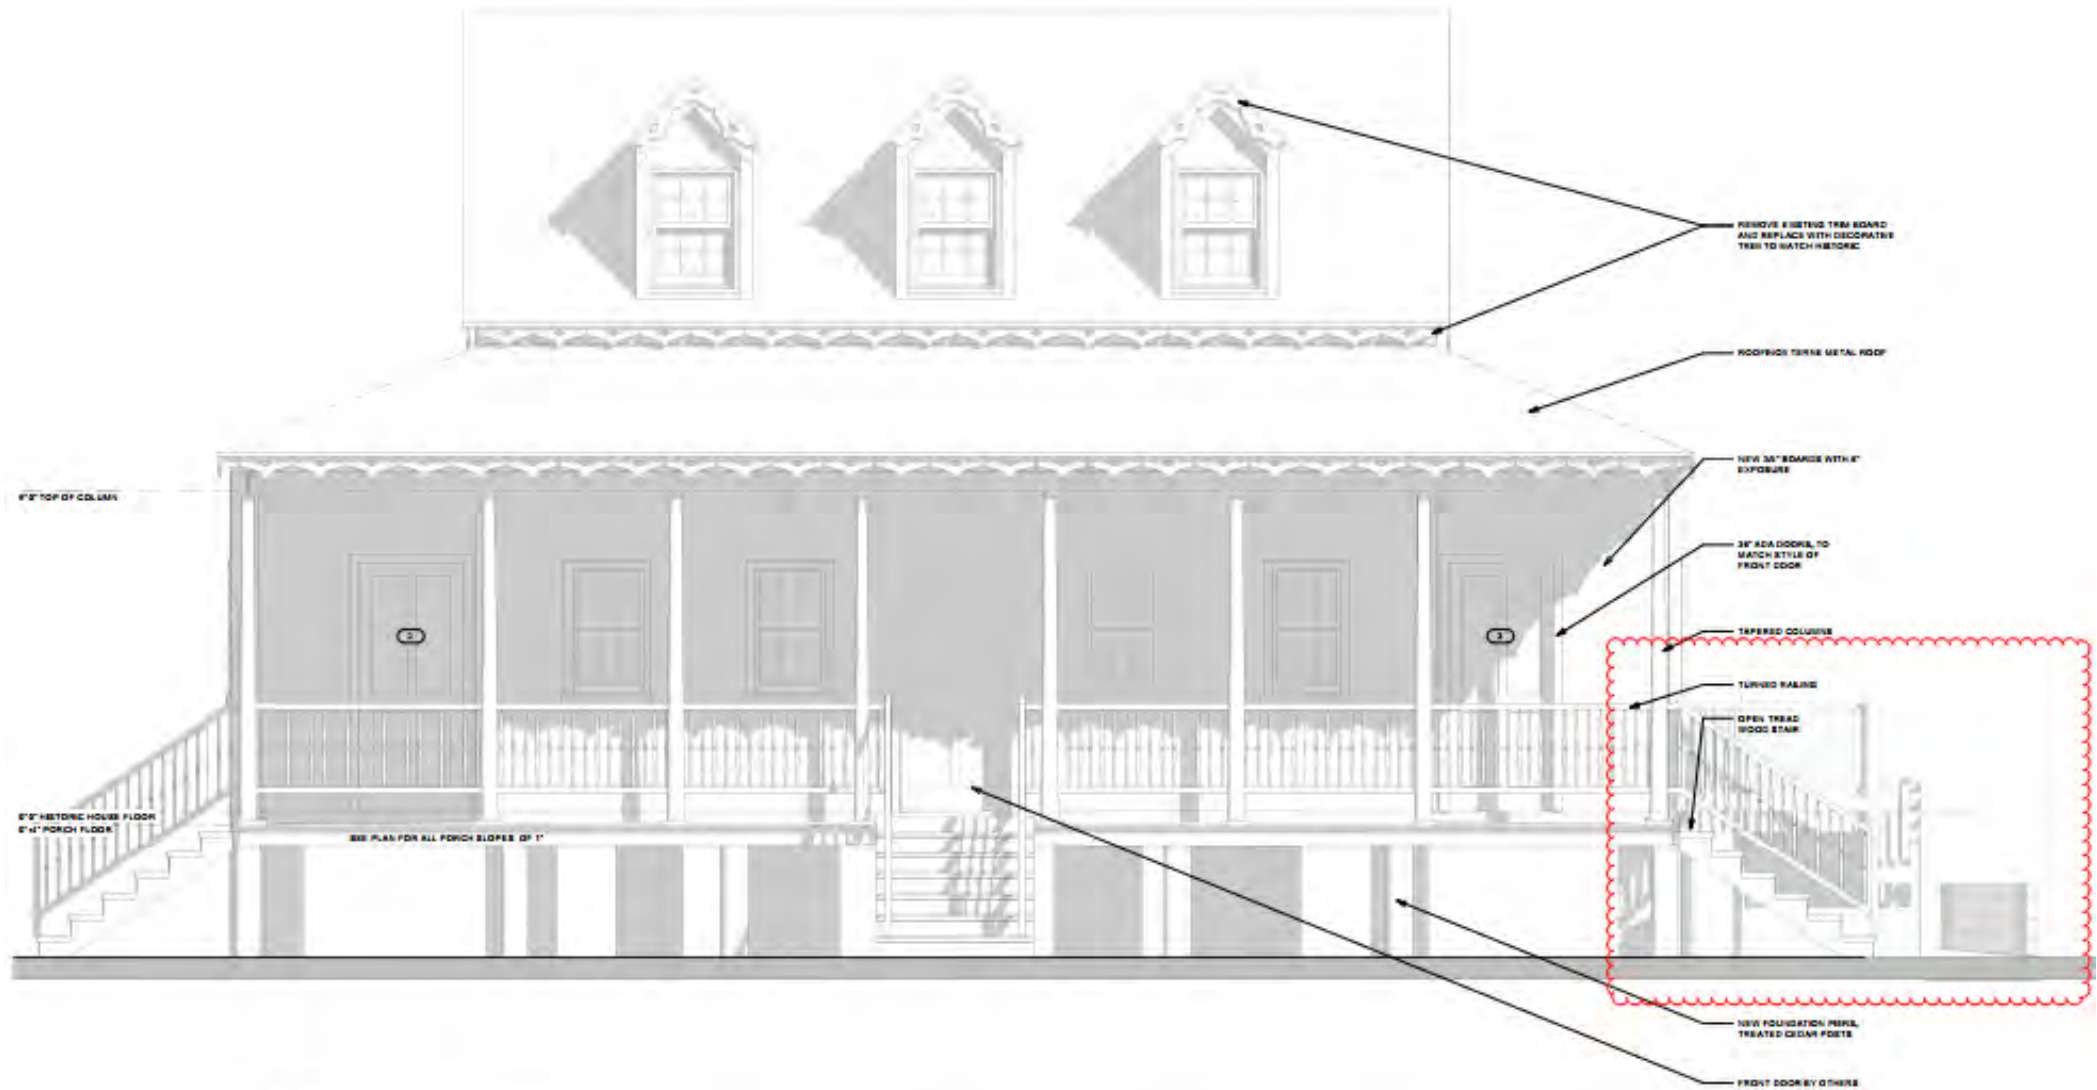 REMOVE EXISTING TRIM BOARD
AND REPLACE WITH DECORATIVE
TRIM TO MATCH HISTORIC
TERNE METAL ROOF
NEW BOARDS WITH
EXPOSURE
TOP OF COLUMN
36" ADA DOORS, TO
MATCH STYLE OF
FRONT DOOR
2
3
TAPERED COLUMNS
TURNED RAILING
OPEN TREAD
WOOD STAIR
HISTORIC HOUSE FLOOR
PORCH FLOOR
SEE PLAN FOR ALL PORCH SLOPES OF 1"
NEW FOUNDATION PIERS,
TREATED CEDAR POSTS
FRONT DOOR BY OTHERS